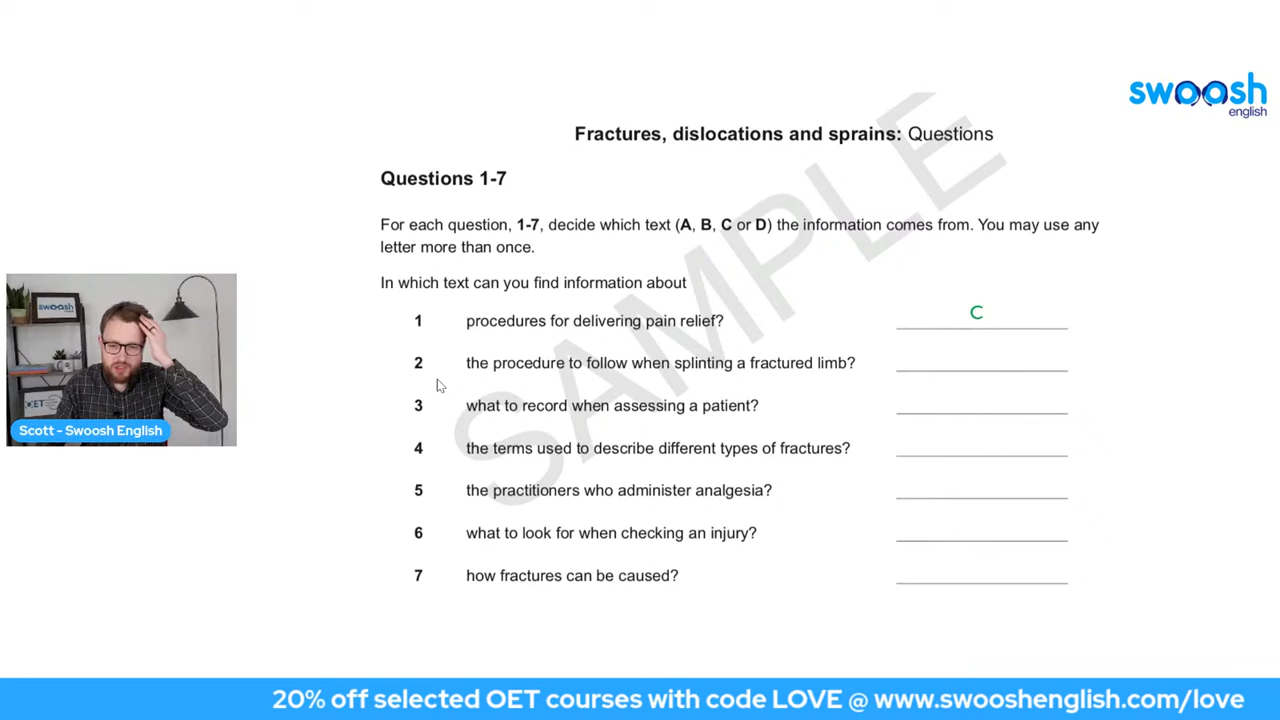 swoosh
english
Fractures, dislocations and sprains: Questions
Questions 1-7
For each question, 1-7, decide which text (A, B, C or D) the information comes from. You may use any
letter more than once.
In which text can you find information about
1 procedures for delivering pain relief? C
2 the procedure to follow when splinting a fractured limb?
3 what to record when assessing a patient?
4 the terms used to describe different types of fractures?
5 the practitioners who administer analgesia?
6 what to look for when checking an injury?
7 how fractures can be caused?
SAMPLE
swoosh
OET
Scott - Swoosh English
20% off selected OET courses with code LOVE @ www.swooshenglish.com/love